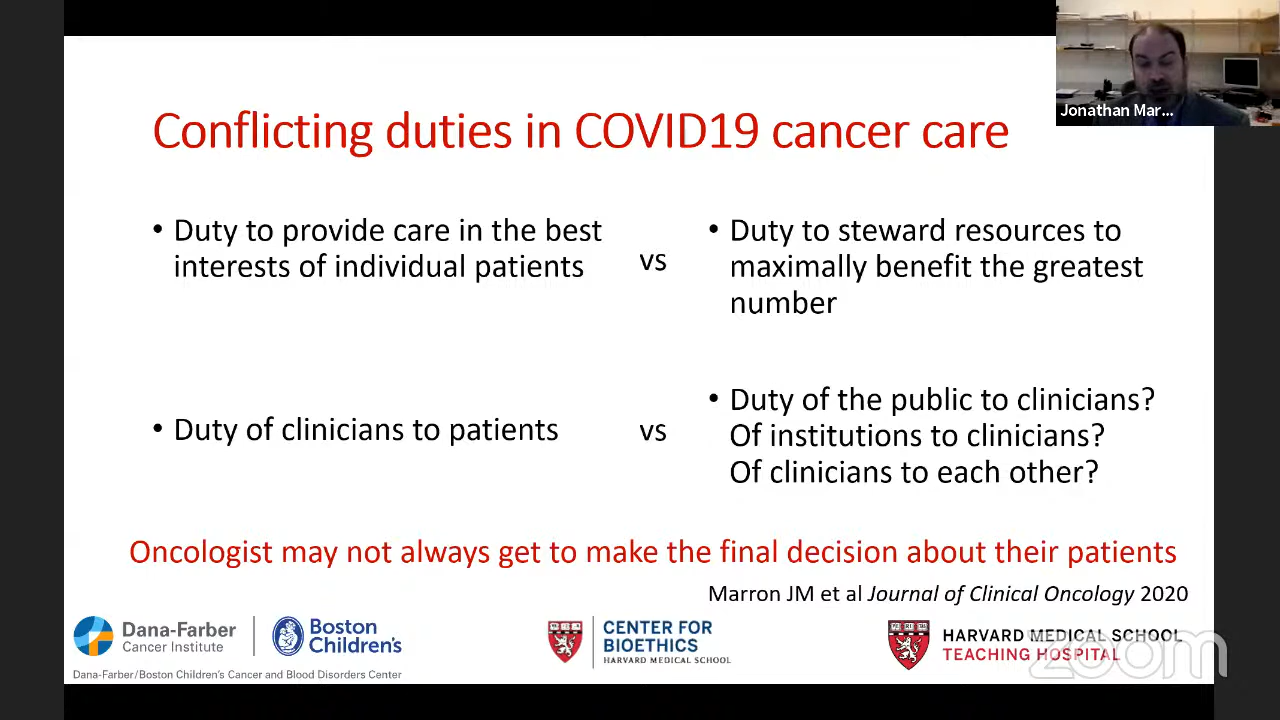 Jonathan Mar...
Conflicting duties in COVID19 cancer care
• Duty to provide care in the best
interests of individual patients
vs
• Duty to steward resources to
maximally benefit the greatest
number
• Duty of clinicians to patients
vs
• Duty of the public to clinicians?
Of institutions to clinicians?
Of clinicians to each other?
Oncologist may not always get to make the final decision about their patients
Marron JM et al Journal of Clinical Oncology 2020
Dana-Farber
Cancer Institute
Boston
Children's
Dana-Farber/Boston Children's Cancer and Blood Disorders Center
CENTER FOR
BIOETHICS
HARVARD MEDICAL SCHOOL
HARVARD MEDICAL SCHOOL
TEACHING HOSPITAL
zoom